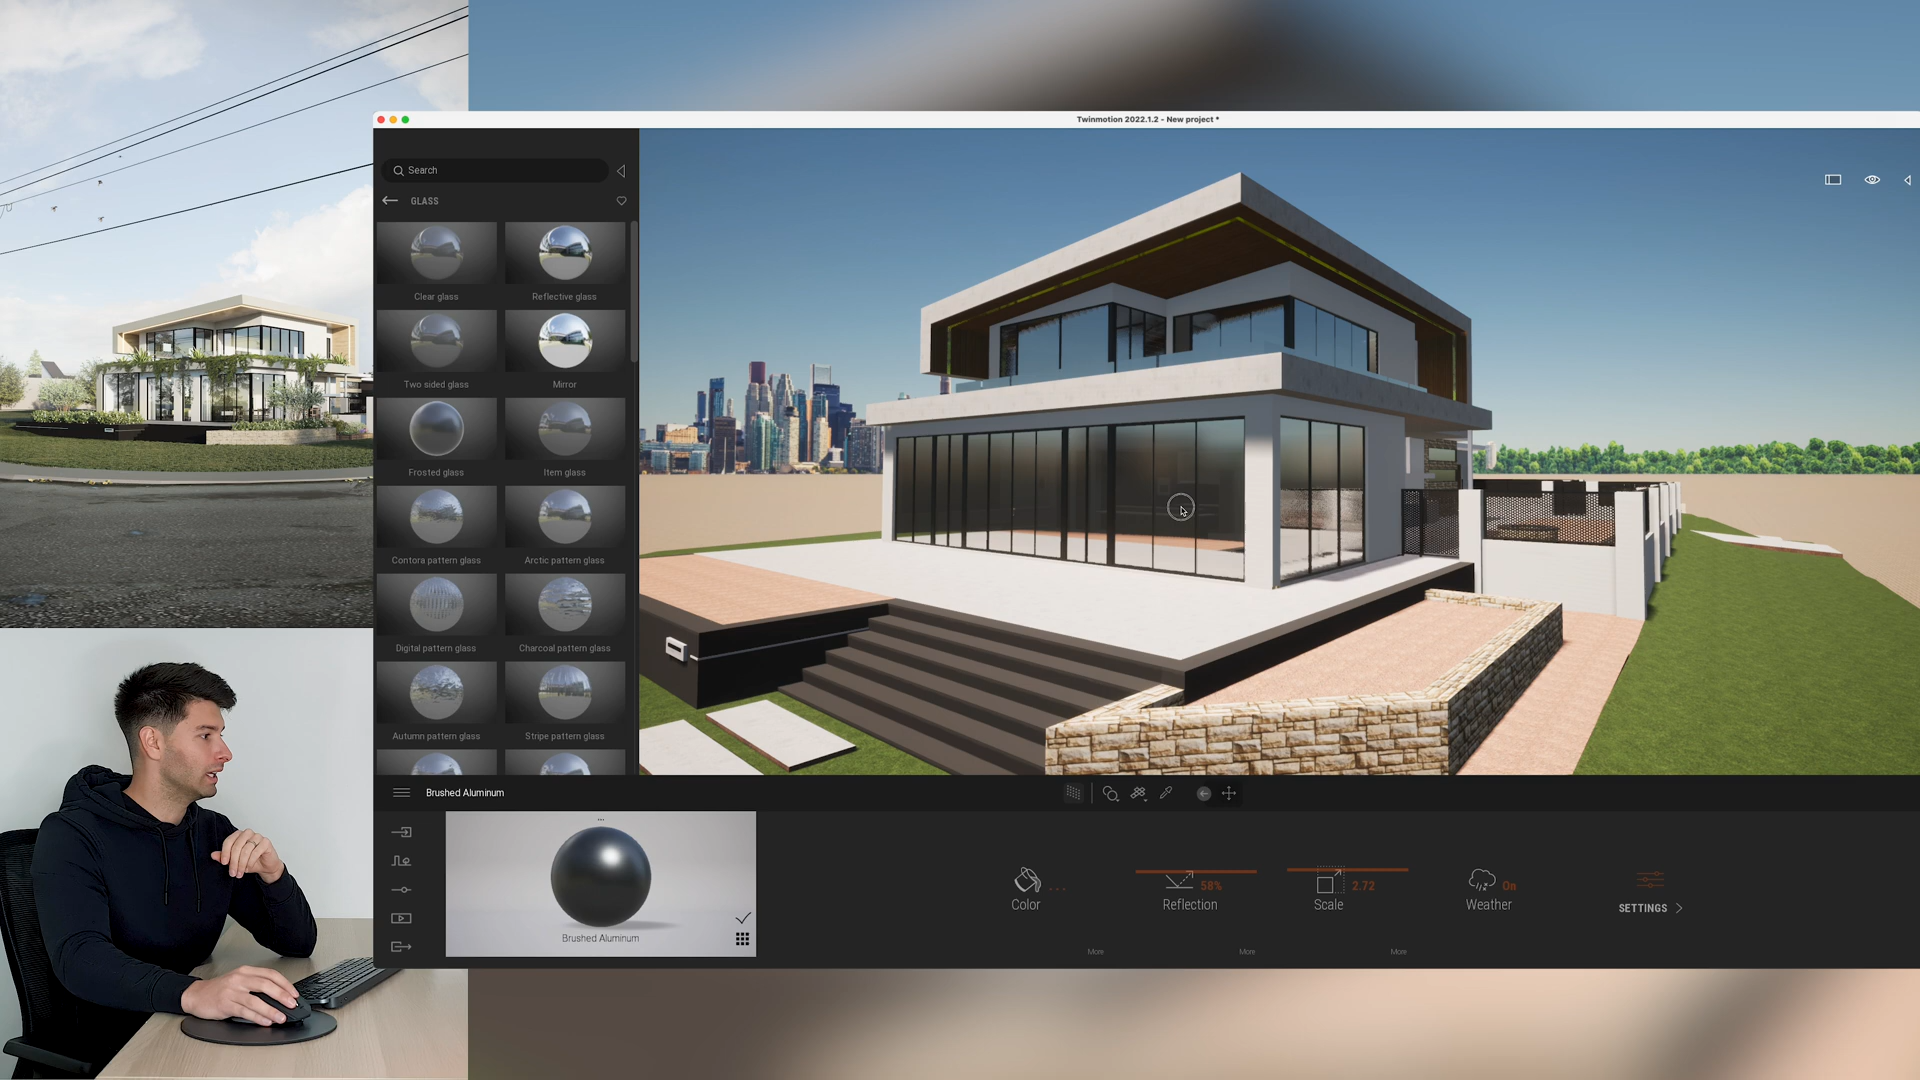 Twinmotion 2022.1.2 - New project *
Search
GLASS
Clear glass
Reflective glass
Two sided glass
Mirror
Frosted glass
Item glass
Contora pattern glass
Arctic pattern glass
Digital pattern glass
Charcoal pattern glass
Autumn pattern glass
Stripe pattern glass
Brushed Aluminum
Brushed Aluminum
Color
...
58%
Reflection
2.72
Scale
On
Weather
SETTINGS
More
More
More